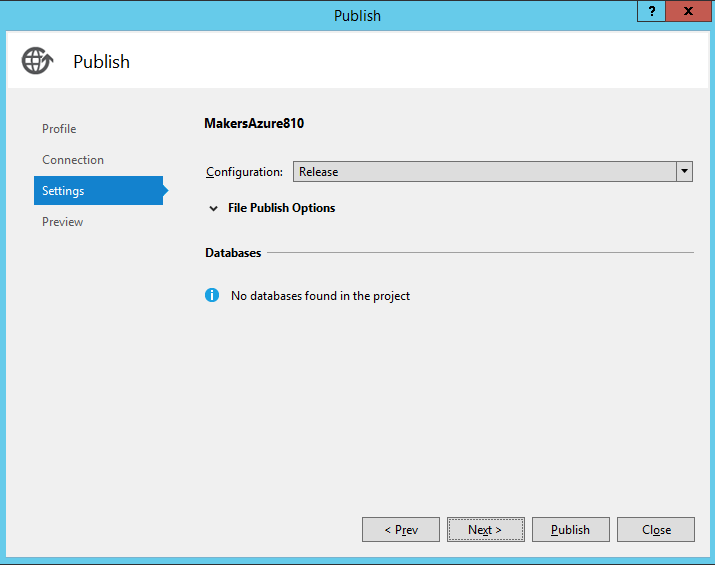 Publish
?
x
Publish
Profile
Connection
Settings
Preview
MakersAzure810
Configuration: Release
File Publish Options
Databases
No databases found in the project
< Prev Next > Publish Close